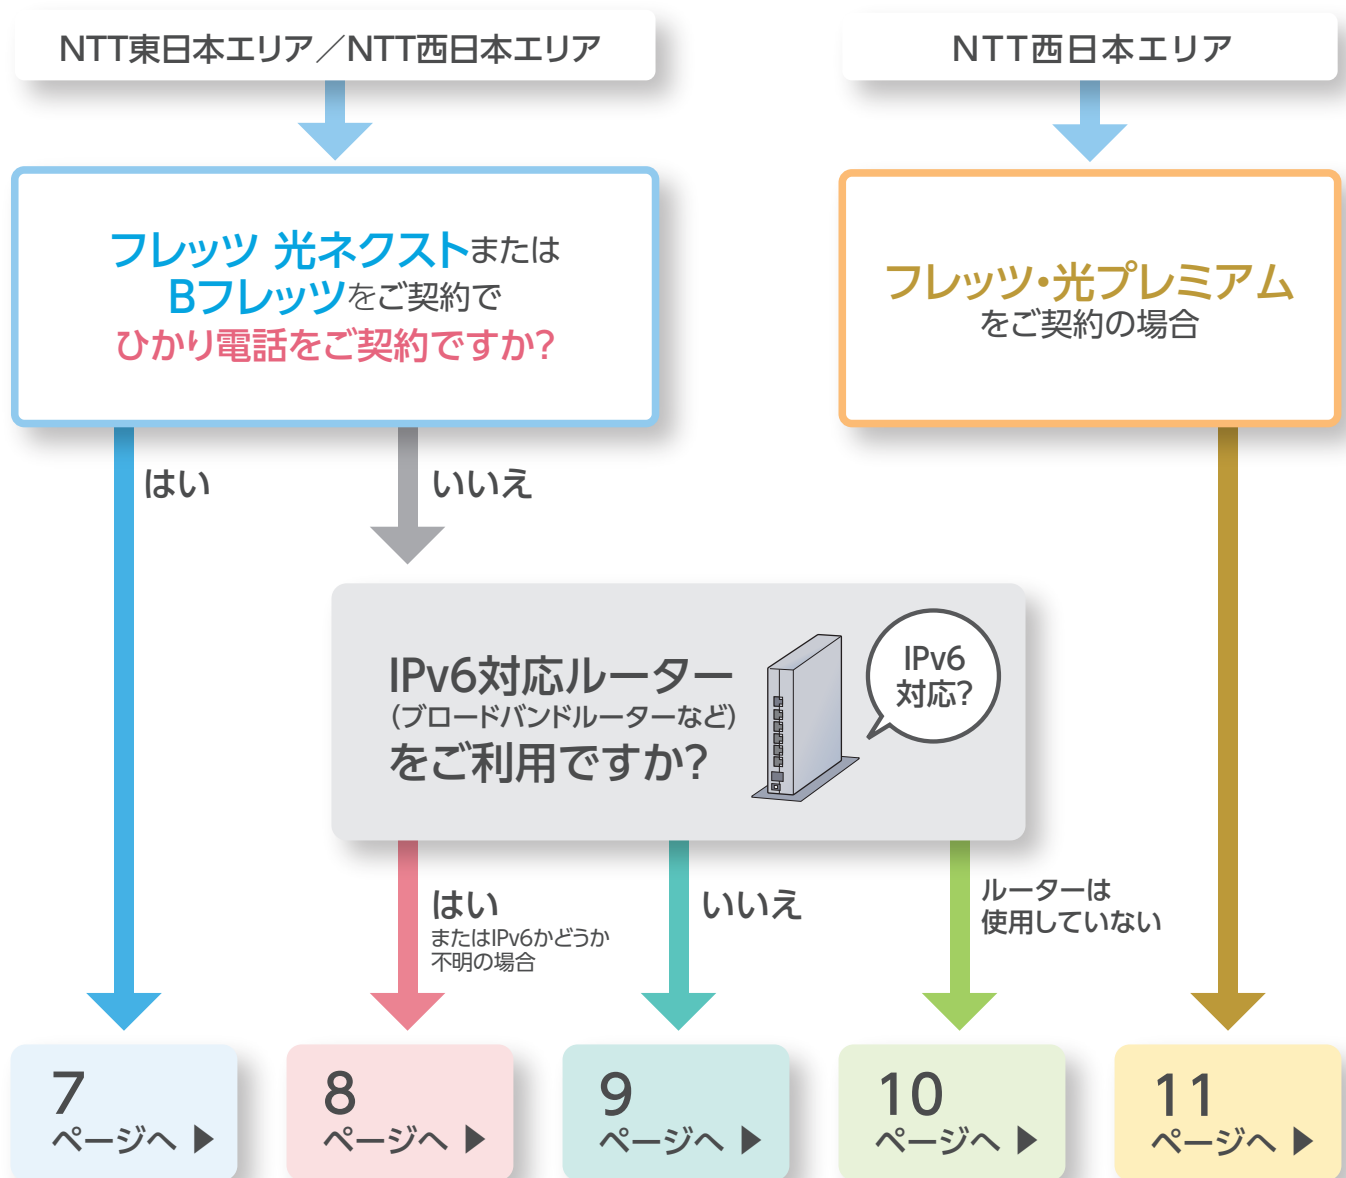 NTT東日本エリア／NTT西日本エリア
NTT西日本エリア
フレッツ 光ネクストまたは
Bフレッツをご契約で
ひかり電話をご契約ですか?
フレッツ・光プレミアム
をご契約の場合
はい
いいえ
IPv6対応ルーター
（ブロードバンドルーターなど）
をご利用ですか?
IPv6
対応?
はい
またはIPv6かどうか
不明の場合
いいえ
ルーターは
使用していない
7
ページへ ▶
8
ページへ ▶
9
ページへ ▶
10
ページへ ▶
11
ページへ ▶